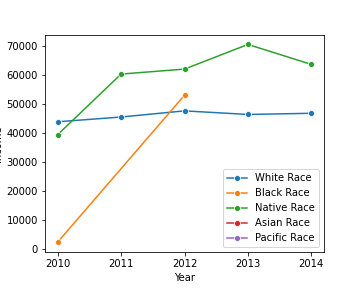 70000
60000
50000
40000
30000
20000
10000
0
2010 2011 2012 2013 2014
Year
White Race
Black Race
Native Race
Asian Race
Pacific Race